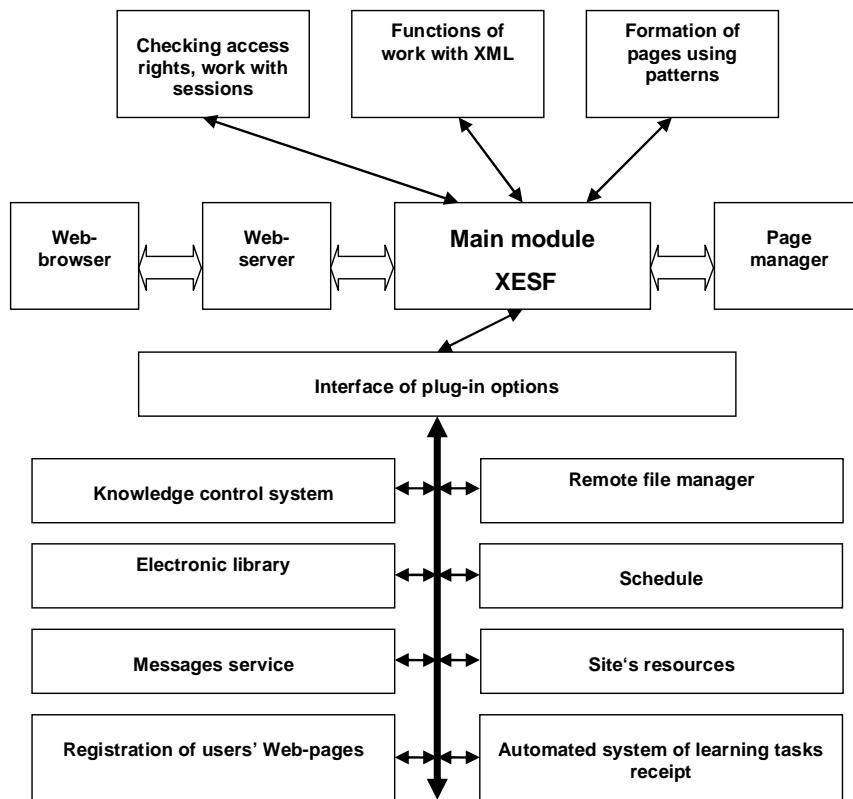 Checking access
rights, work with
sessions
Functions of
work with XML
Formation of
pages using
patterns
Web-
browser
Web-
server
Main module
XESF
Page
manager
Interface of plug-in options
Knowledge control system
Remote file manager
Electronic library
Schedule
Messages service
Site‘s resources
Registration of users’ Web-pages
Automated system of learning tasks
receipt